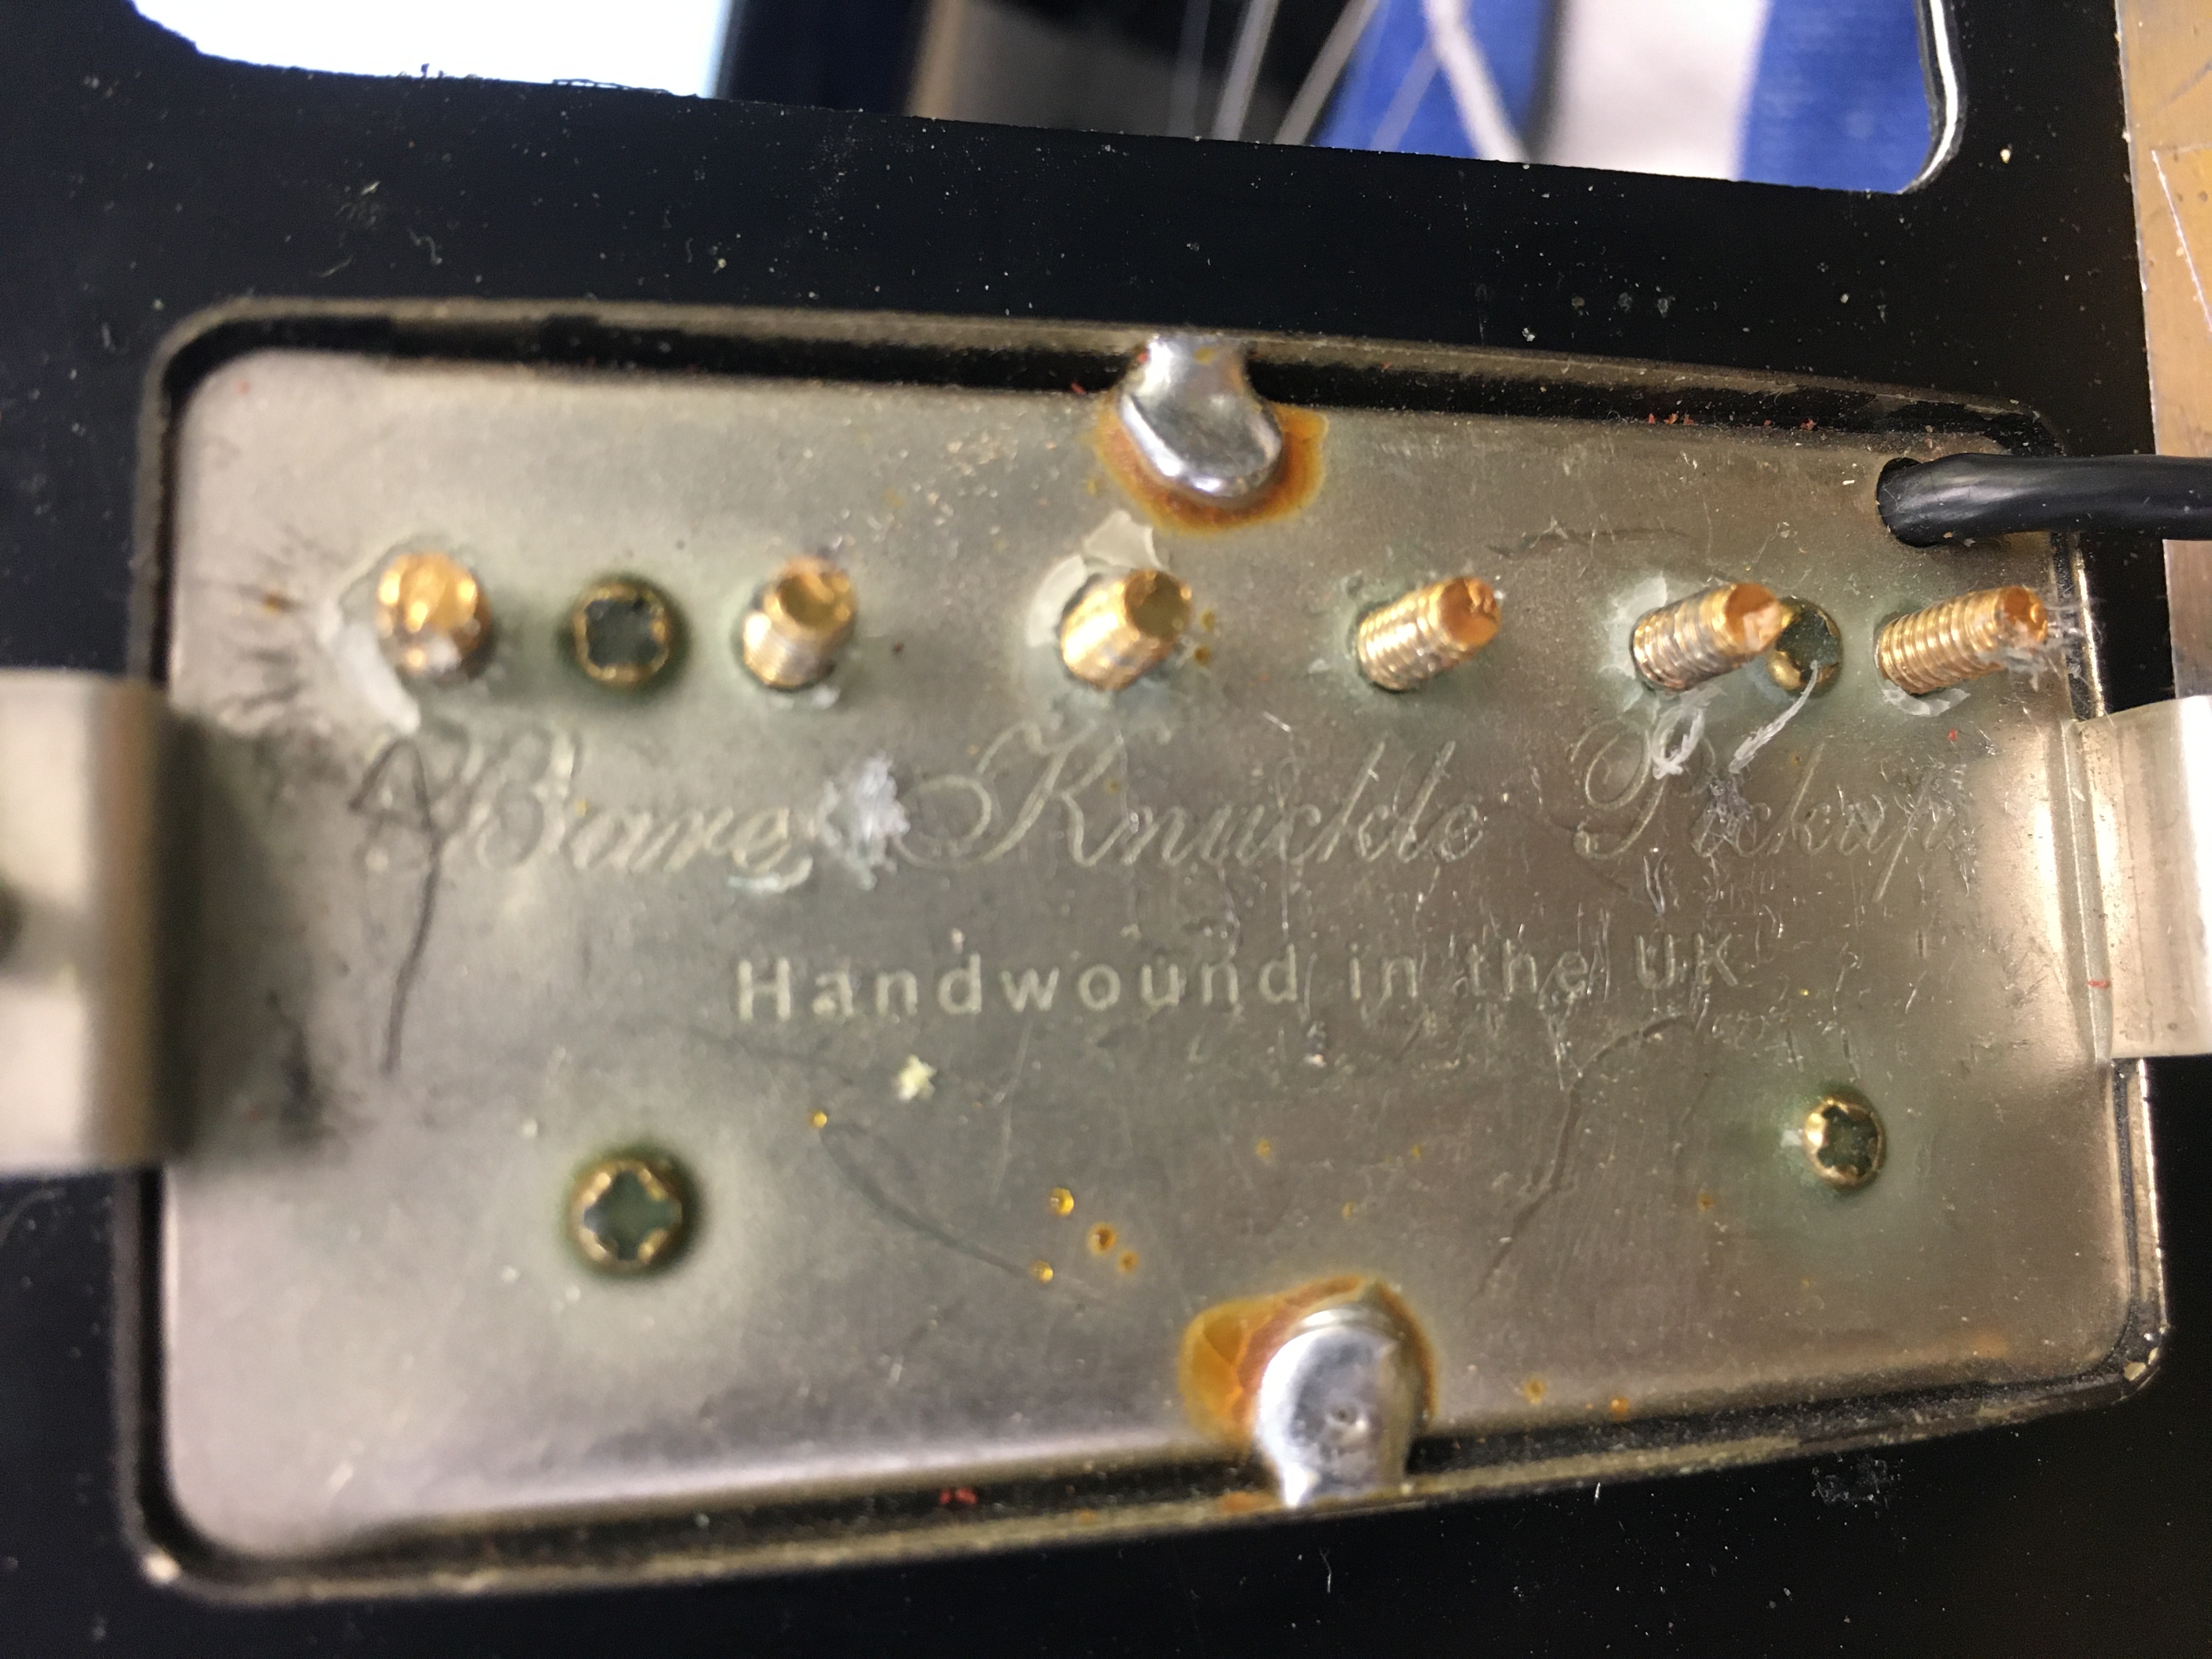 Bare Knuckle Pickups
Handwound in the UK